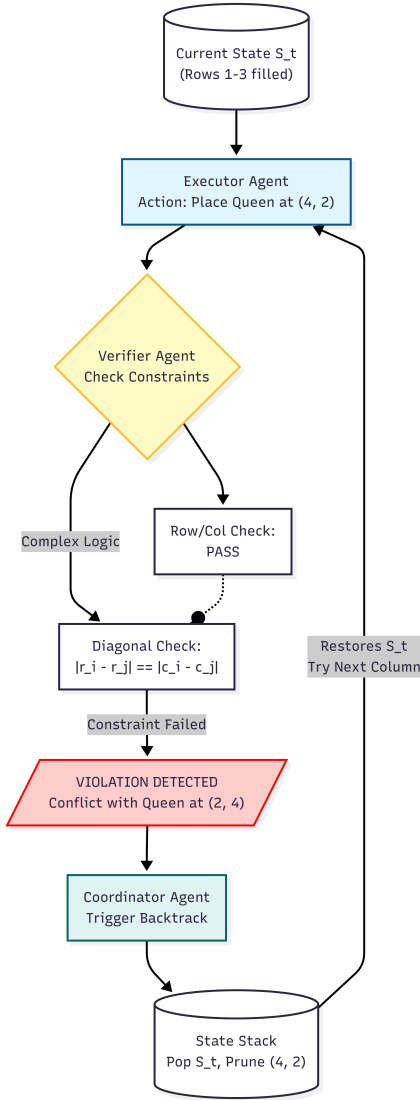 Current State S_t
(Rows 1-3 filled)
Executor Agent
Action: Place Queen at (4, 2)
Verifier Agent
Check Constraints
Row/Col Check:
PASS
Complex Logic
Diagonal Check:
|r_i - r_j| == |c_i - c_j|
Restores S_t
Try Next Column
Constraint Failed
VIOLATION DETECTED
Conflict with Queen at (2, 4)
Coordinator Agent
Trigger Backtrack
State Stack
Pop S_t, Prune (4, 2)